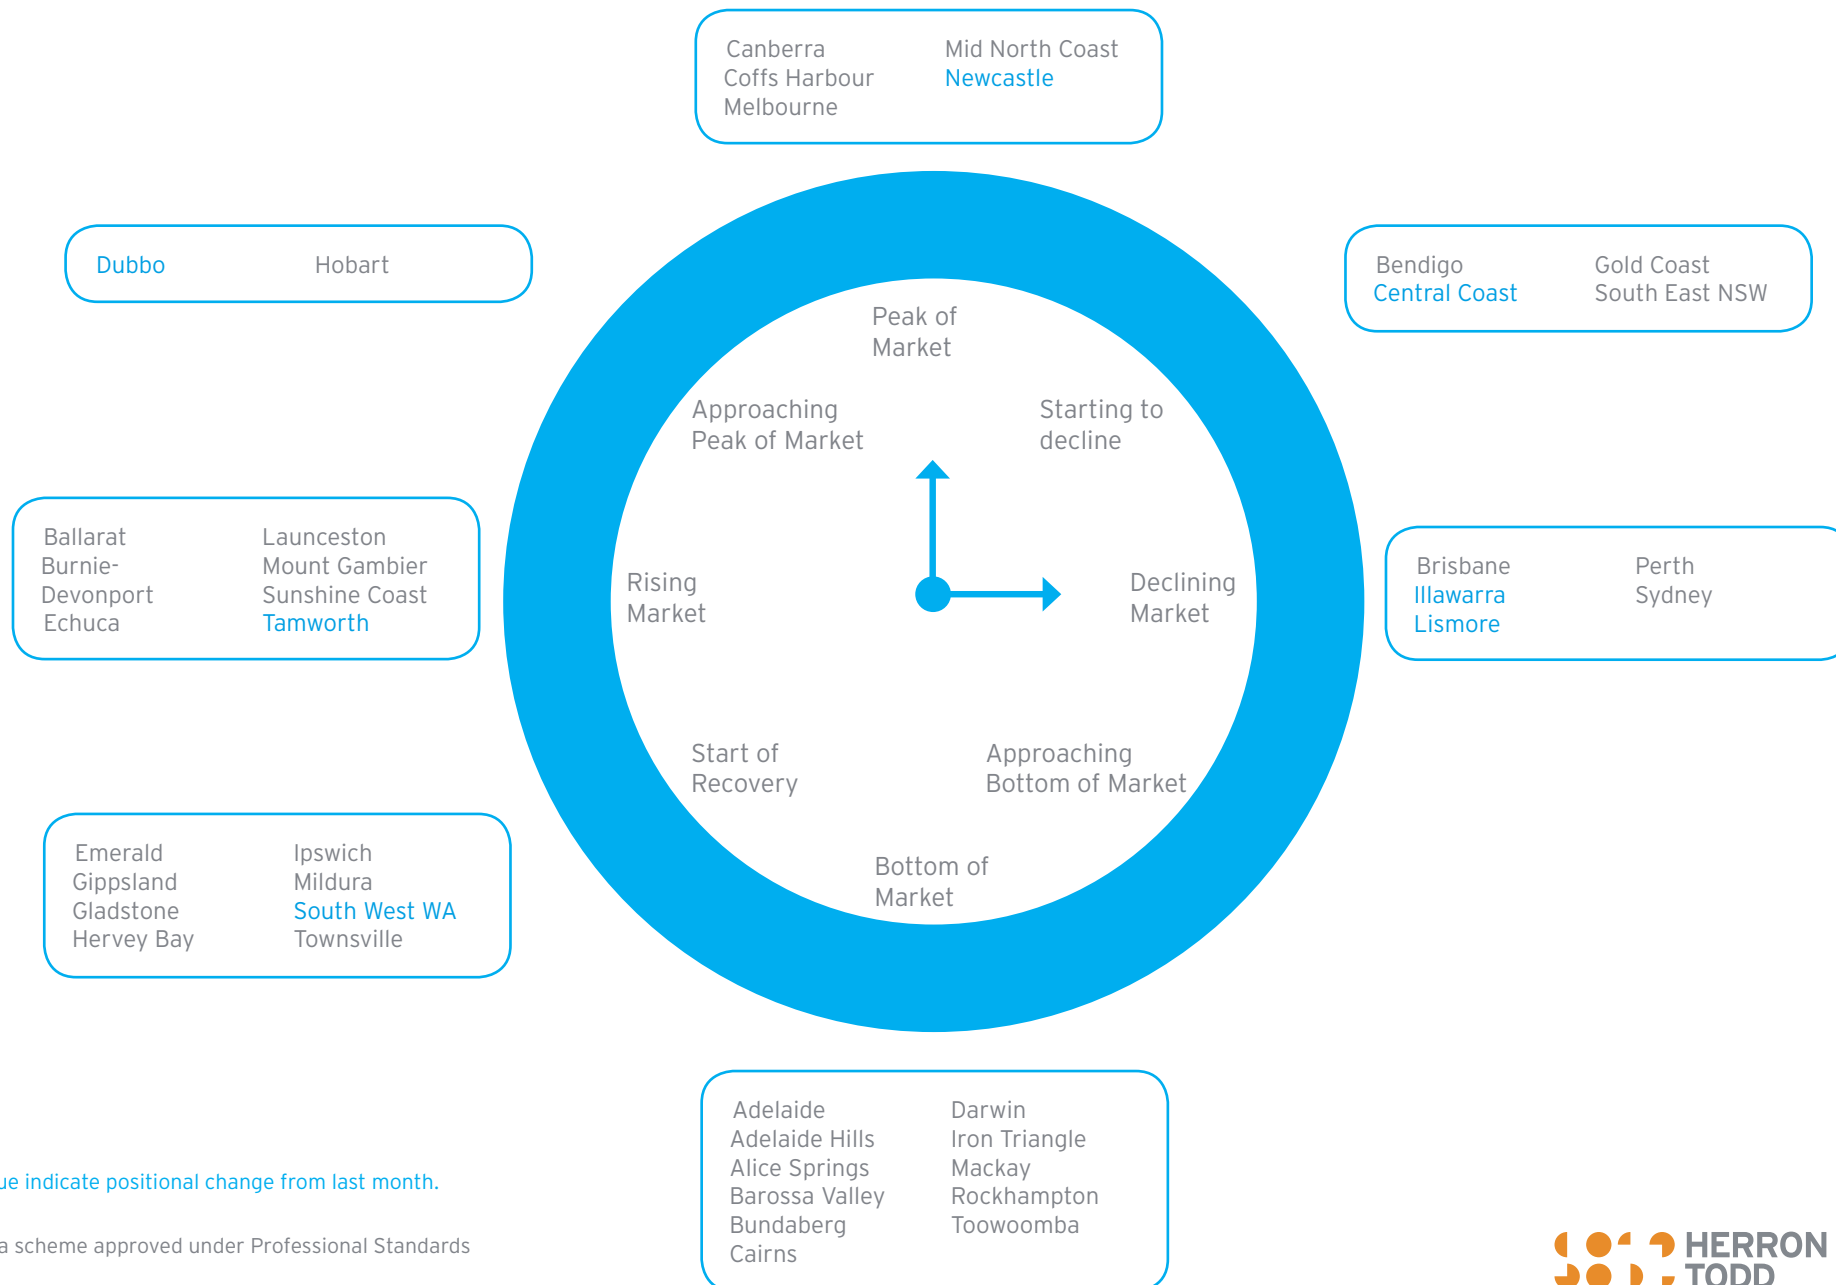 Canberra
Coffs Harbour
Melbourne
Mid North Coast
Newcastle
Dubbo
Hobart
Bendigo
Central Coast
Gold Coast
South East NSW
Peak of
Market
Approaching
Peak of Market
Starting to
decline
Rising
Market
Declining
Market
Start of
Recovery
Approaching
Bottom of Market
Bottom of
Market
Ballarat
Burnie-
Devonport
Echuca
Launceston
Mount Gambier
Sunshine Coast
Tamworth
Brisbane
Illawarra
Lismore
Perth
Sydney
Emerald
Gippsland
Gladstone
Hervey Bay
Ipswich
Mildura
South West WA
Townsville
Adelaide
Adelaide Hills
Alice Springs
Barossa Valley
Bundaberg
Cairns
Darwin
Iron Triangle
Mackay
Rockhampton
Toowoomba
ue indicate positional change from last month.
a scheme approved under Professional Standards
HERRON
TODD